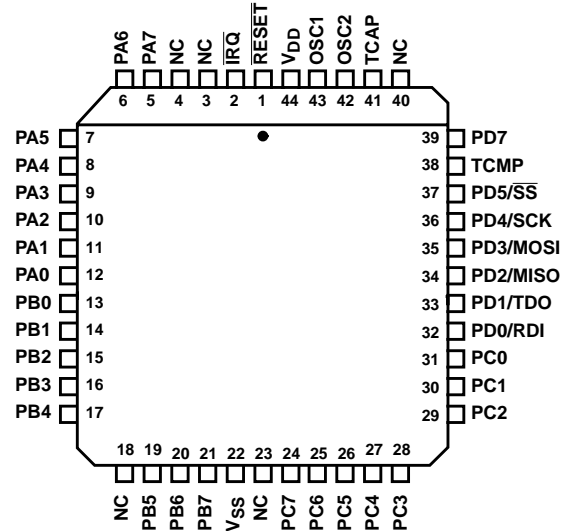 PA6 PA7 NC NC IRQ RESET VDD OSC1 OSC2 TCAP NC
6 5 4 3 2 1 44 43 42 41 40
PA5 7 39 PD7
PA4 8 38 TCMP
PA3 9 37 PD5/SS
PA2 10 36 PD4/SCK
PA1 11 35 PD3/MOSI
PA0 12 34 PD2/MISO
PB0 13 33 PD1/TDO
PB1 14 32 PD0/RDI
PB2 15 31 PC0
PB3 16 30 PC1
PB4 17 29 PC2
18 19 20 21 22 23 24 25 26 27 28
NC PB5 PB6 PB7 VSS NC PC7 PC6 PC5 PC4 PC3